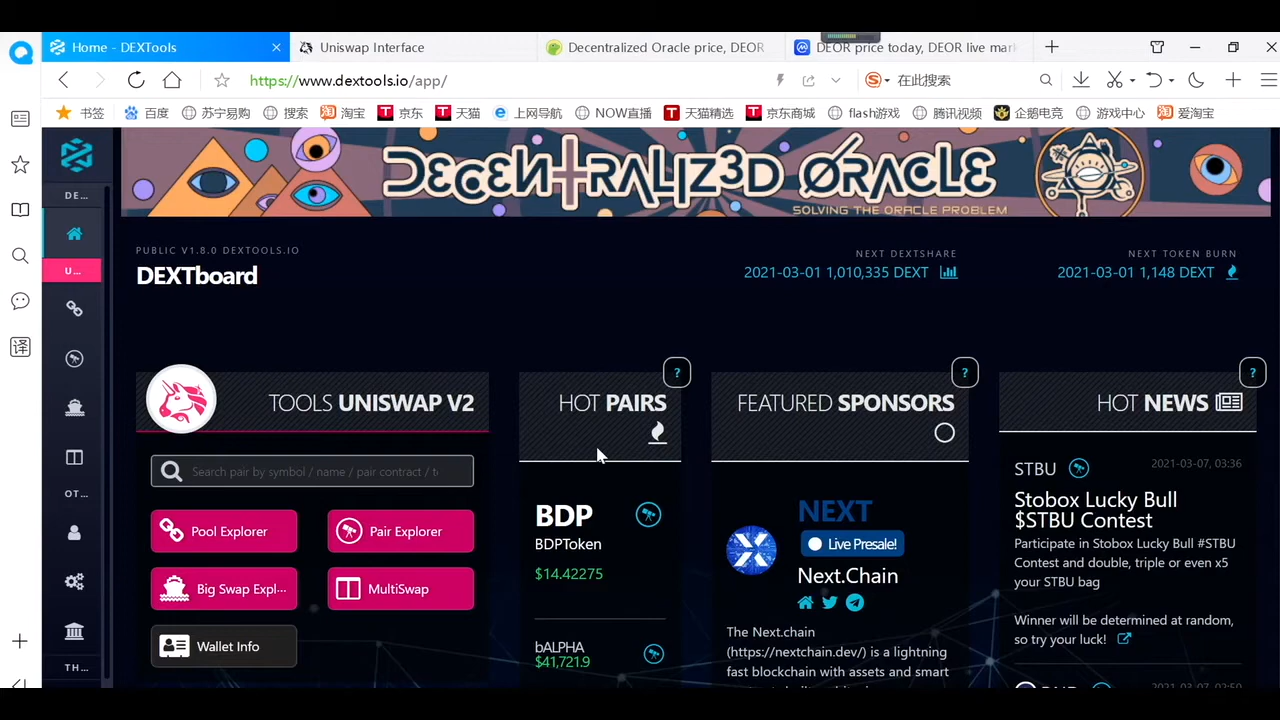 Home - DEXTools
Uniswap Interface
Decentralized Oracle price, DEOR
DEOR price today, DEOR live mark
https://www.dextools.io/app/
在此搜索
书签
百度
苏宁易购
搜索
淘宝
京东
天猫
上网导航
NOW直播
天猫精选
京东商城
flash游戏
腾讯视频
企鹅电竞
游戏中心
爱淘宝
译
DECENTRALIZ3D ORACLE
SOLVING THE ORACLE PROBLEM
DE...
U...
OT...
TH...
PUBLIC V1.8.0 DEXTOOLS.IO
DEXTboard
NEXT DEXTSHARE
2021-03-01 1,010,335 DEXT
NEXT TOKEN BURN
2021-03-01 1,148 DEXT
TOOLS UNISWAP V2
Search pair by symbol / name / pair contract / t
Pool Explorer
Pair Explorer
Big Swap Expl...
MultiSwap
Wallet Info
?
HOT PAIRS
BDP
BDPToken
$14.42275
bALPHA
$41,721.9
?
FEATURED SPONSORS
NEXT
Live Presale!
Next.Chain
The Next.chain
(https://nextchain.dev/) is a lightning
fast blockchain with assets and smart
?
HOT NEWS
STBU
2021-03-07, 03:36
Stobox Lucky Bull
$STBU Contest
Participate in Stobox Lucky Bull #STBU
Contest and double, triple or even x5
your STBU bag
Winner will be determined at random,
so try your luck!